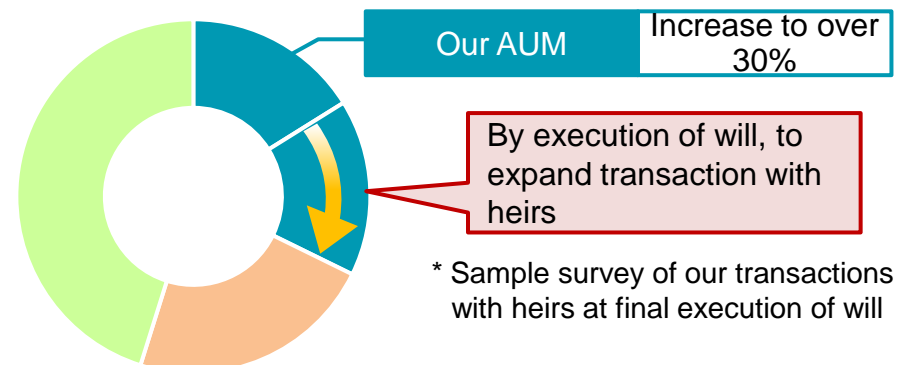 Our AUM
Increase to over
30%
By execution of will, to
expand transaction with
heirs
* Sample survey of our transactions
with heirs at final execution of will